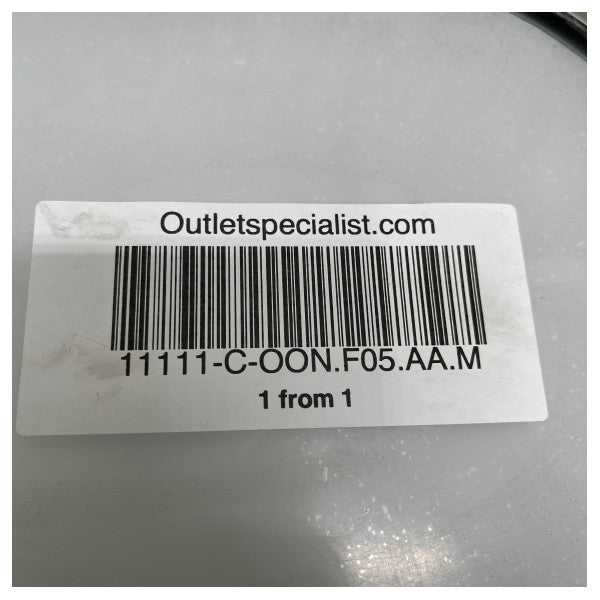 Outletspecialist.com
11111-C-OON.F05.AA.M
1 from 1